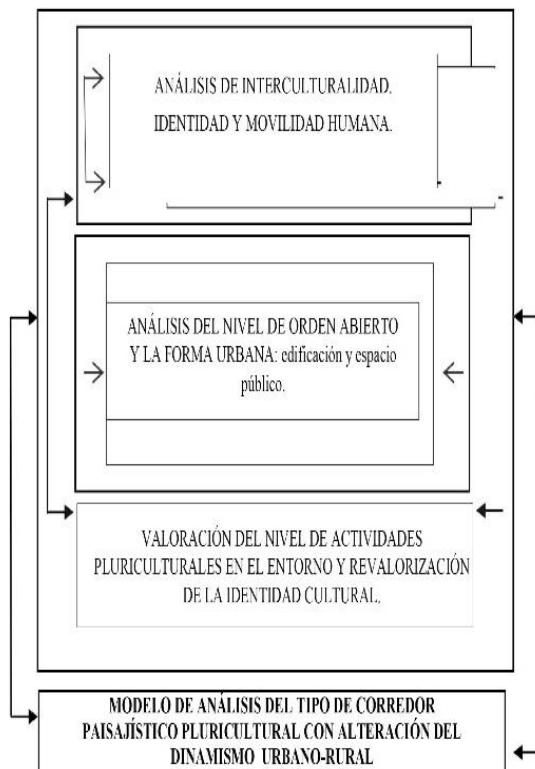 ANÁLISIS DE INTERCULTURALIDAD.
IDENTIDAD Y MOVILIDAD HUMANA.
ANÁLISIS DEL NIVEL DE ORDEN ABIERTO
Y LA FORMA URBANA: edificación y espacio
público.
VALORACIÓN DEL NIVEL DE ACTIVIDADES
PLURICULTURALES EN EL ENTORNO Y REVALORIZACIÓN
DE LA IDENTIDAD CULTURAL.
MODELO DE ANÁLISIS DEL TIPO DE CORREDOR
PAISAJÍSTICO PLURICULTURAL CON ALTERACIÓN DEL
DINAMISMO URBANO-RURAL